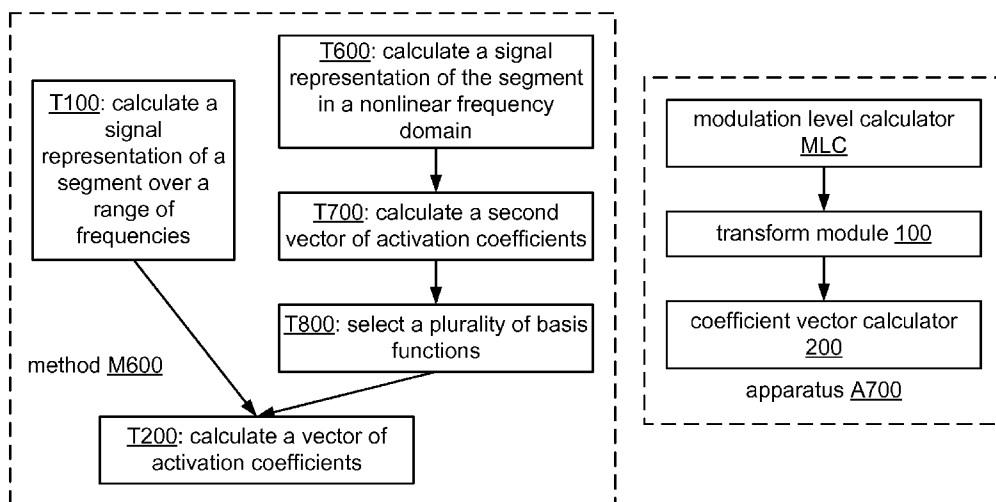 T100: calculate a
signal
representation of a
segment over a
range of
frequencies
T600: calculate a signal
representation of the segment
in a nonlinear frequency
domain
T700: calculate a second
vector of activation coefficients
T800: select a plurality of basis
functions
method M600
T200: calculate a vector of
activation coefficients
modulation level calculator
MLC
transform module 100
coefficient vector calculator
200
apparatus A700